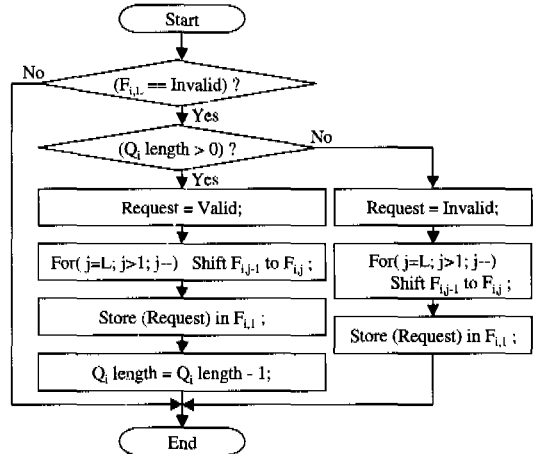 Start
No
(F_{i,L} == Invalid) ?
Yes
No
(Q_i length > 0) ?
Yes
Request = Valid;
Request = Invalid;
For( j=L; j>1; j--) Shift F_{i,j-1} to F_{i,j} ;
For( j=L; j>1; j--)
Shift F_{i,j-1} to F_{i,j} ;
Store (Request) in F_{i,1} ;
Store (Request) in F_{i,1} ;
Q_i length = Q_i length - 1;
End